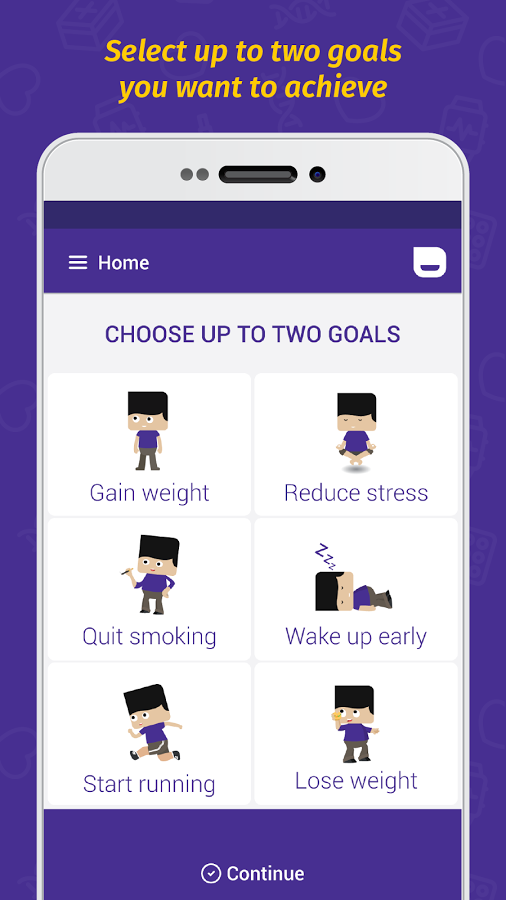 Select up to two goals
you want to achieve
Home
CHOOSE UP TO TWO GOALS
Gain weight
Reduce stress
Quit smoking
zzz
Wake up early
Start running
Lose weight
Continue